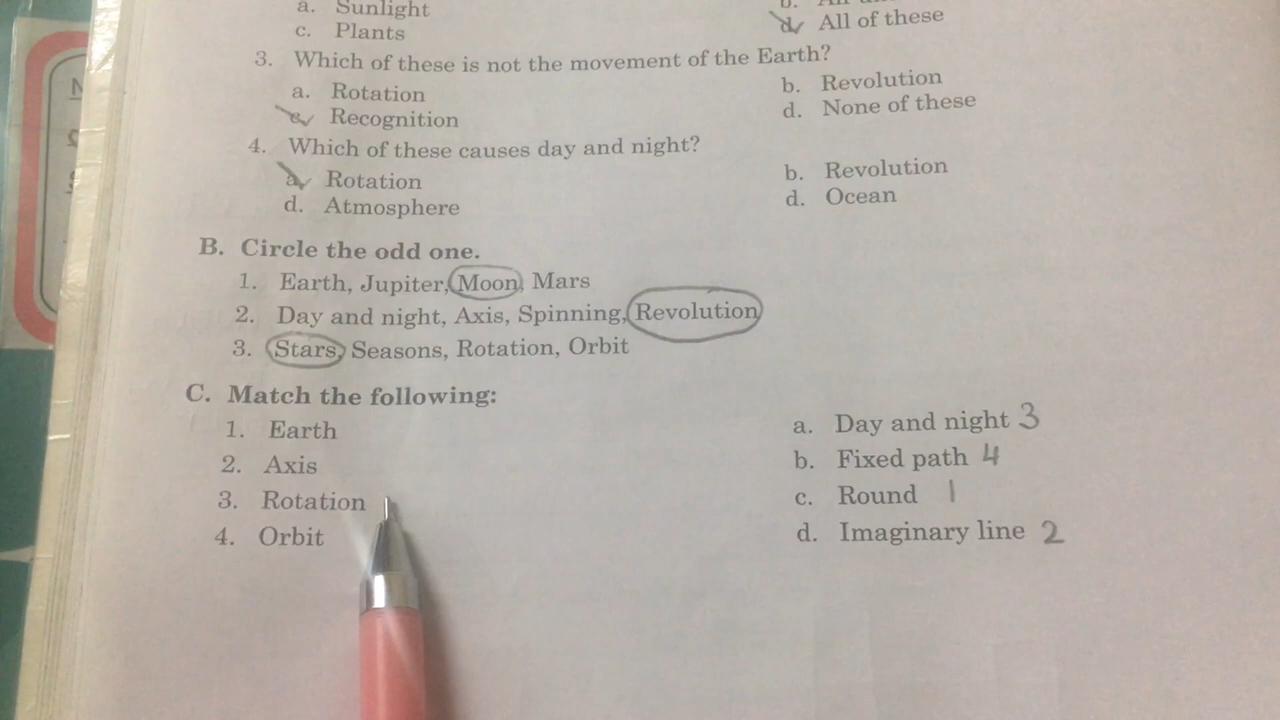 a. Sunlight
b. All
c. Plants
d. All of these
3. Which of these is not the movement of the Earth?
a. Rotation
b. Revolution
c. Recognition
d. None of these
4. Which of these causes day and night?
a. Rotation
b. Revolution
d. Atmosphere
d. Ocean
B. Circle the odd one.
1. Earth, Jupiter, Moon, Mars
2. Day and night, Axis, Spinning, Revolution
3. Stars, Seasons, Rotation, Orbit
C. Match the following:
1. Earth
a. Day and night 3
2. Axis
b. Fixed path 4
3. Rotation
c. Round 1
4. Orbit
d. Imaginary line 2